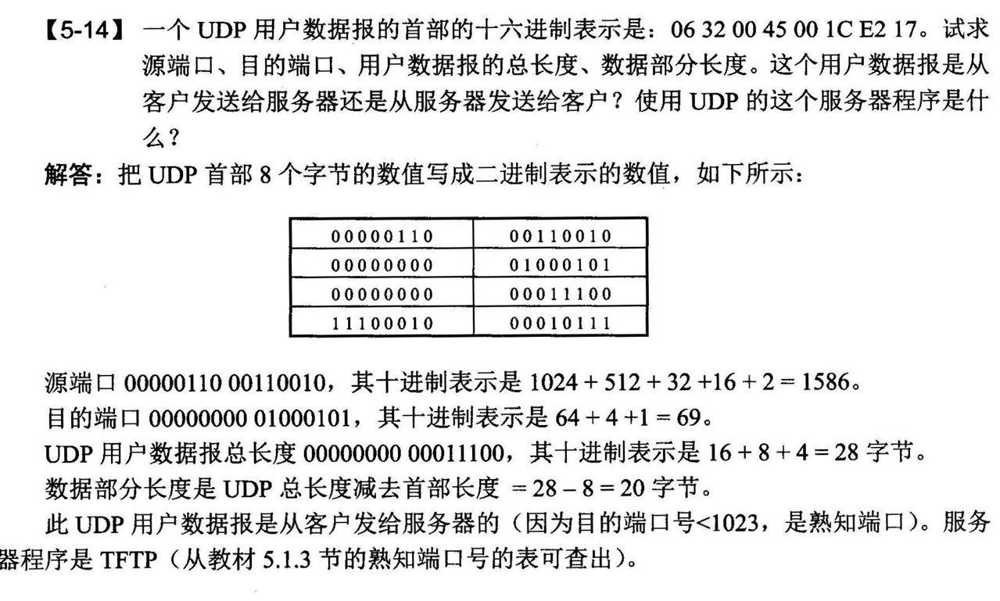 【5-14】 一个 UDP 用户数据报的首部的十六进制表示是：06 32 00 45 00 1C E2 17。试求
源端口、目的端口、用户数据报的总长度、数据部分长度。这个用户数据报是从
客户发送给服务器还是从服务器发送给客户？使用 UDP 的这个服务器程序是什
么？
解答：把 UDP 首部 8 个字节的数值写成二进制表示的数值，如下所示：
00000110 00110010
00000000 01000101
00000000 00011100
11100010 00010111
源端口 00000110 00110010，其十进制表示是 1024 + 512 + 32 +16 + 2 = 1586。
目的端口 00000000 01000101，其十进制表示是 64 + 4 +1 = 69。
UDP 用户数据报总长度 00000000 00011100，其十进制表示是 16 + 8 + 4 = 28 字节。
数据部分长度是 UDP 总长度减去首部长度 = 28 – 8 = 20 字节。
此 UDP 用户数据报是从客户发给服务器的（因为目的端口号<1023，是熟知端口）。服务
器程序是 TFTP（从教材 5.1.3 节的熟知端口号的表可查出）。